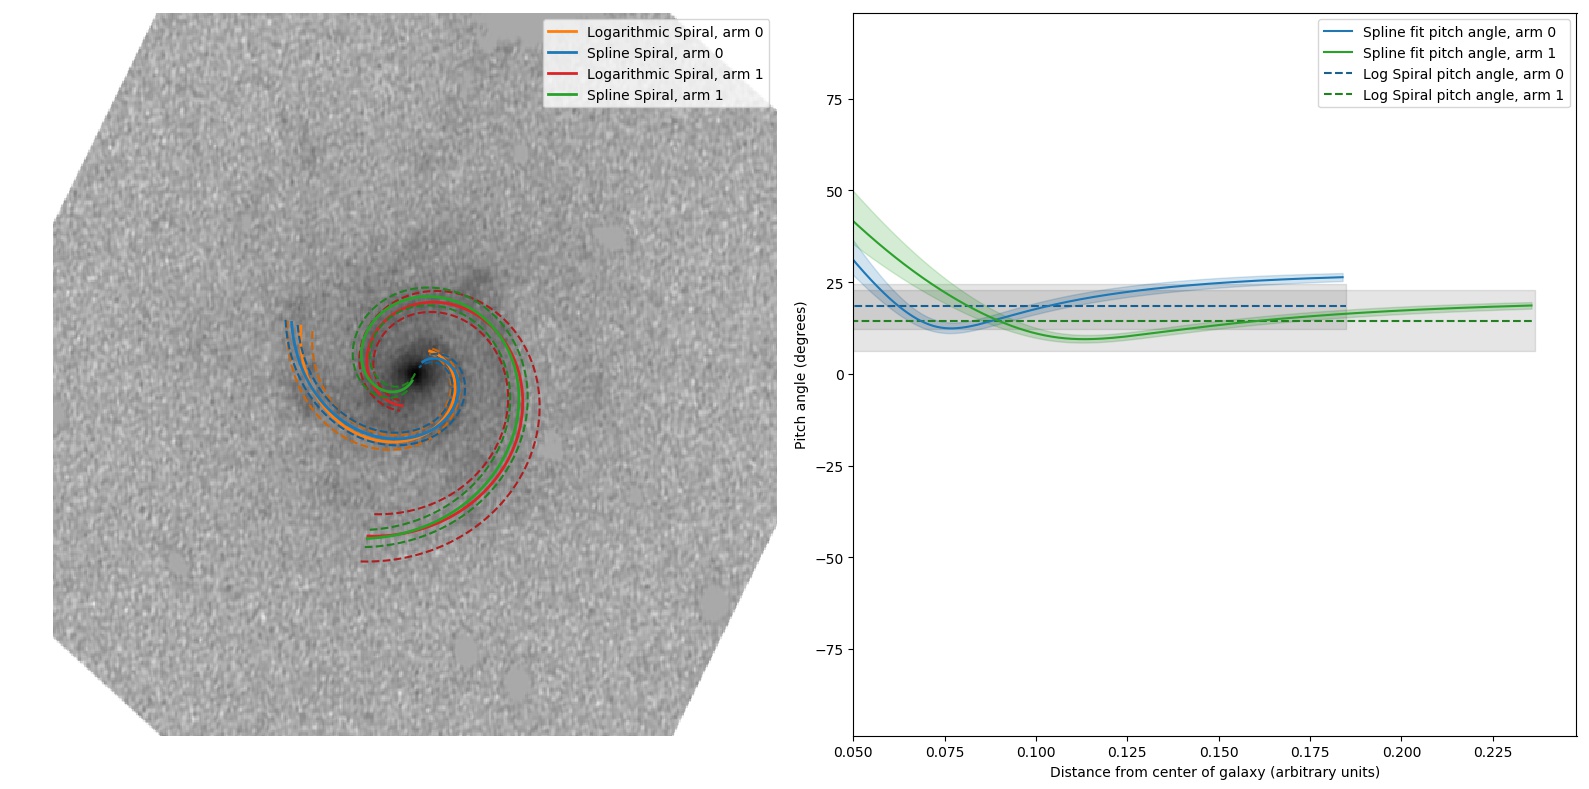 Logarithmic Spiral, arm 0
Spline Spiral, arm 0
Logarithmic Spiral, arm 1
Spline Spiral, arm 1
Spline fit pitch angle, arm 0
Spline fit pitch angle, arm 1
Log Spiral pitch angle, arm 0
Log Spiral pitch angle, arm 1
75
50
25
0
−25
−50
−75
Pitch angle (degrees)
0.050 0.075 0.100 0.125 0.150 0.175 0.200 0.225
Distance from center of galaxy (arbitrary units)